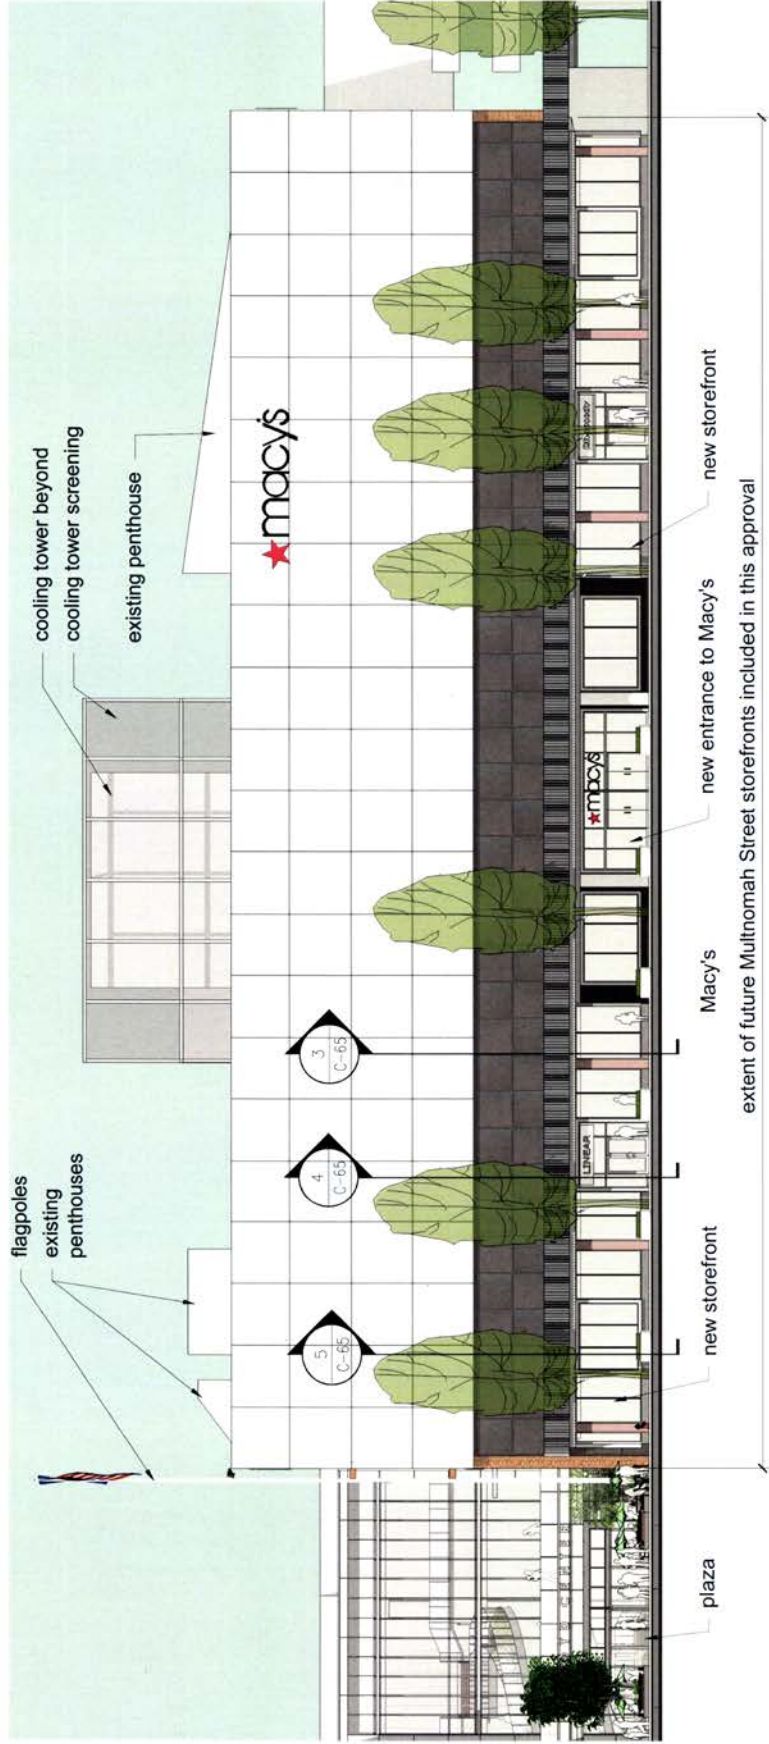 flagpoles
existing
penthouses
cooling tower beyond
cooling tower screening
existing penthouse
macy's
5
C-65
4
C-65
3
C-65
LINEAR
macy's
plaza
new storefront
Macy's
new entrance to Macy's
new storefront
extent of future Multnomah Street storefronts included in this approval